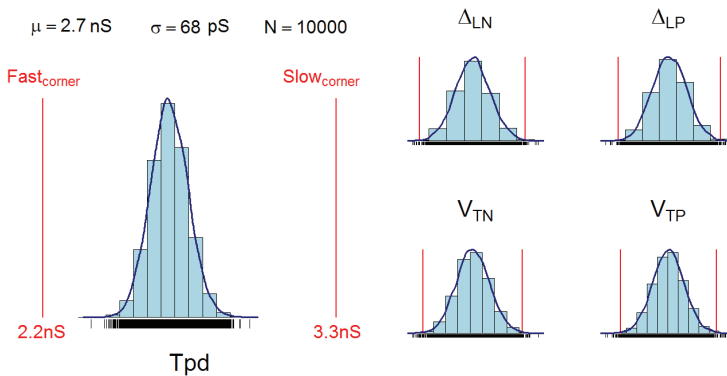 μ = 2.7 nS σ = 68 pS N = 10000
Fast_corner Slow_corner
2.2nS 3.3nS
Tpd
Δ_LN Δ_LP
V_TN V_TP